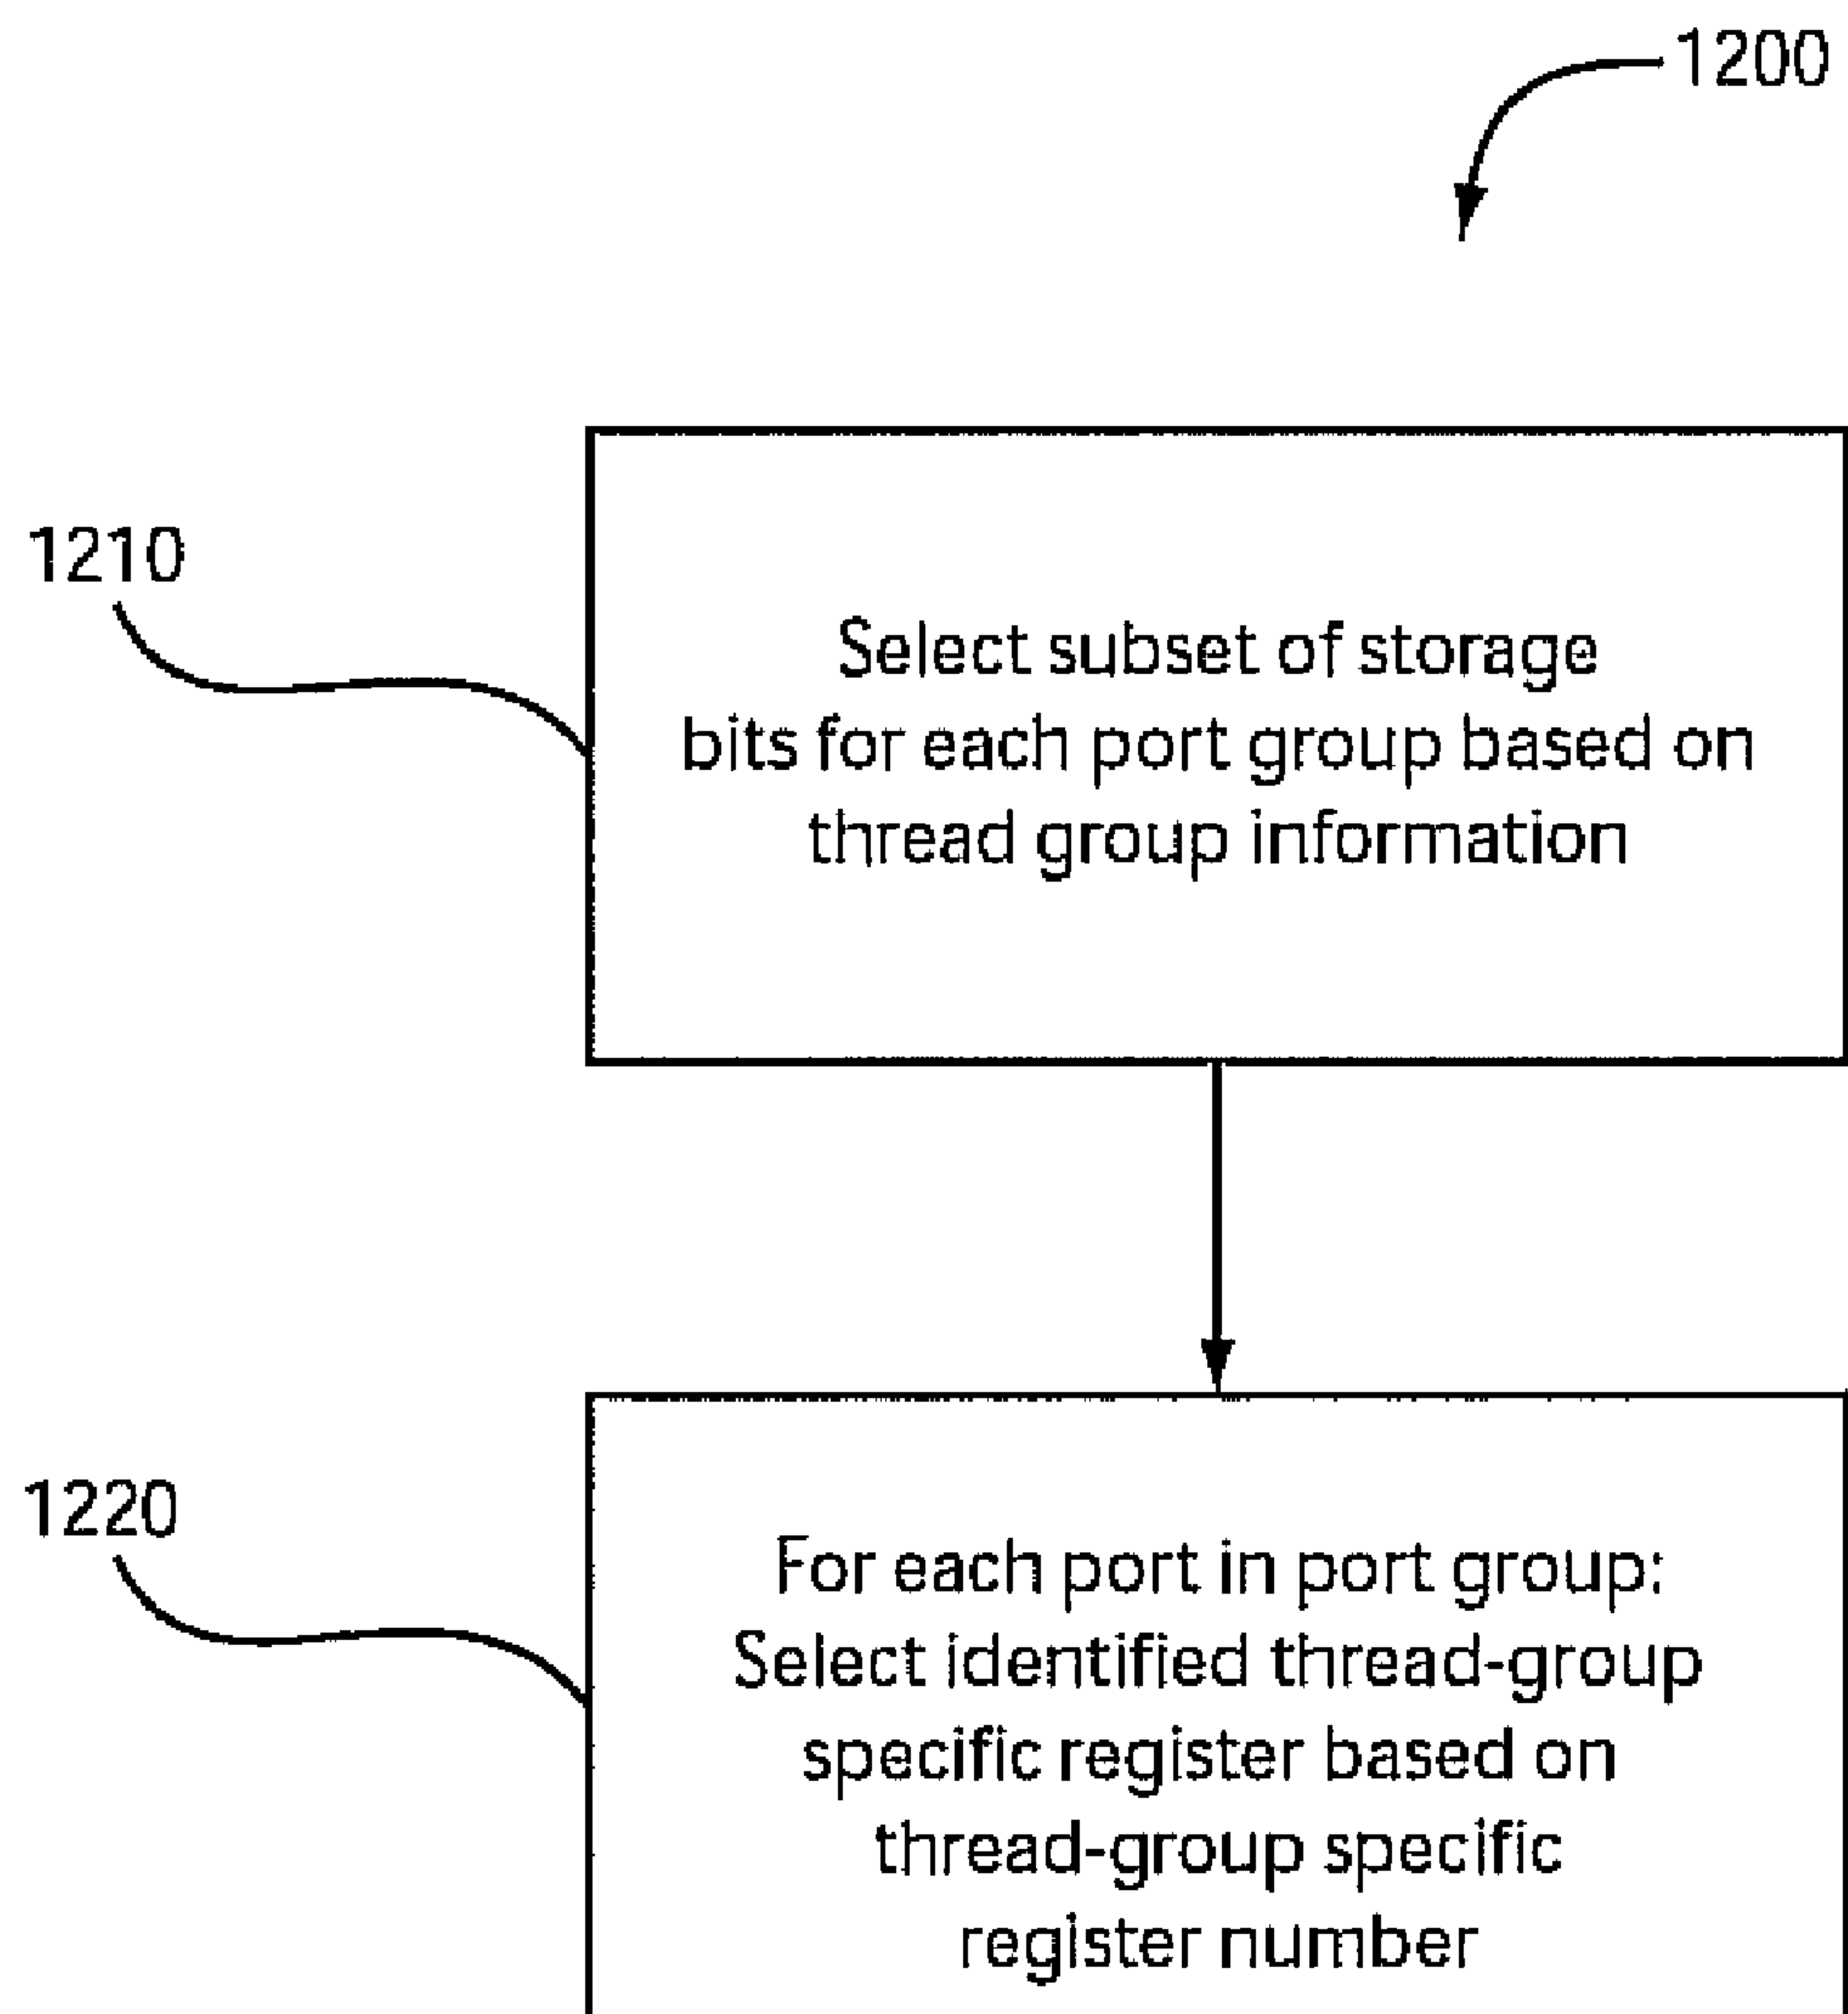 1200
1210
Select subset of storage
bits for each port group based on
thread group information
1220
For each port in port group:
Select identified thread-group
specific register based on
thread-group specific
register number